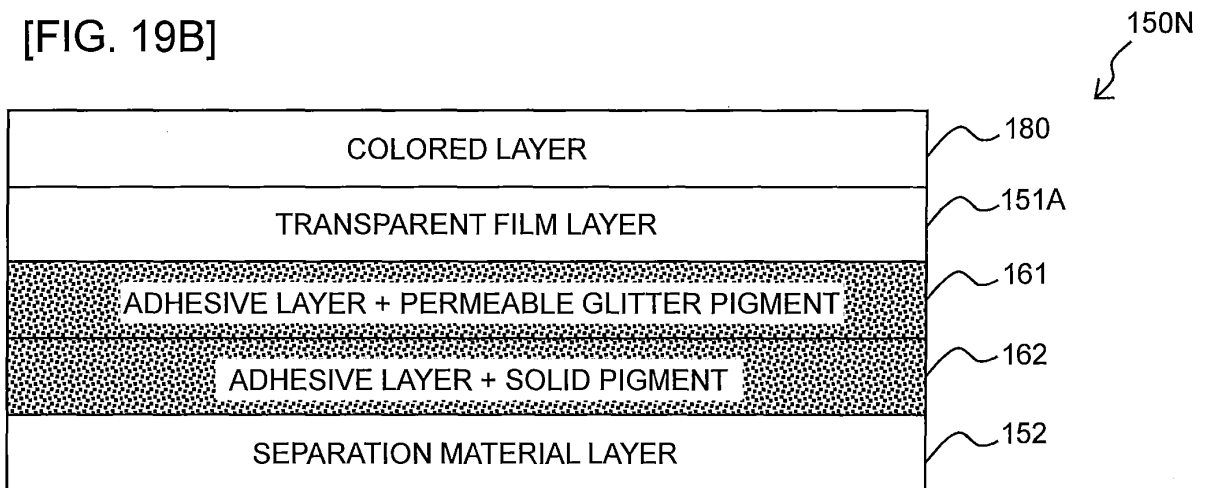 [FIG. 19B]
150N
COLORED LAYER
180
TRANSPARENT FILM LAYER
151A
ADHESIVE LAYER + PERMEABLE GLITTER PIGMENT
161
ADHESIVE LAYER + SOLID PIGMENT
162
SEPARATION MATERIAL LAYER
152